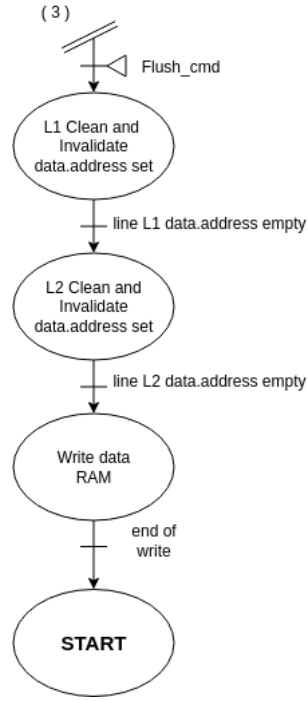 ( 3 )
Flush_cmd
L1 Clean and
Invalidate
data.address set
line L1 data.address empty
L2 Clean and
Invalidate
data.address set
line L2 data.address empty
Write data
RAM
end of
write
START